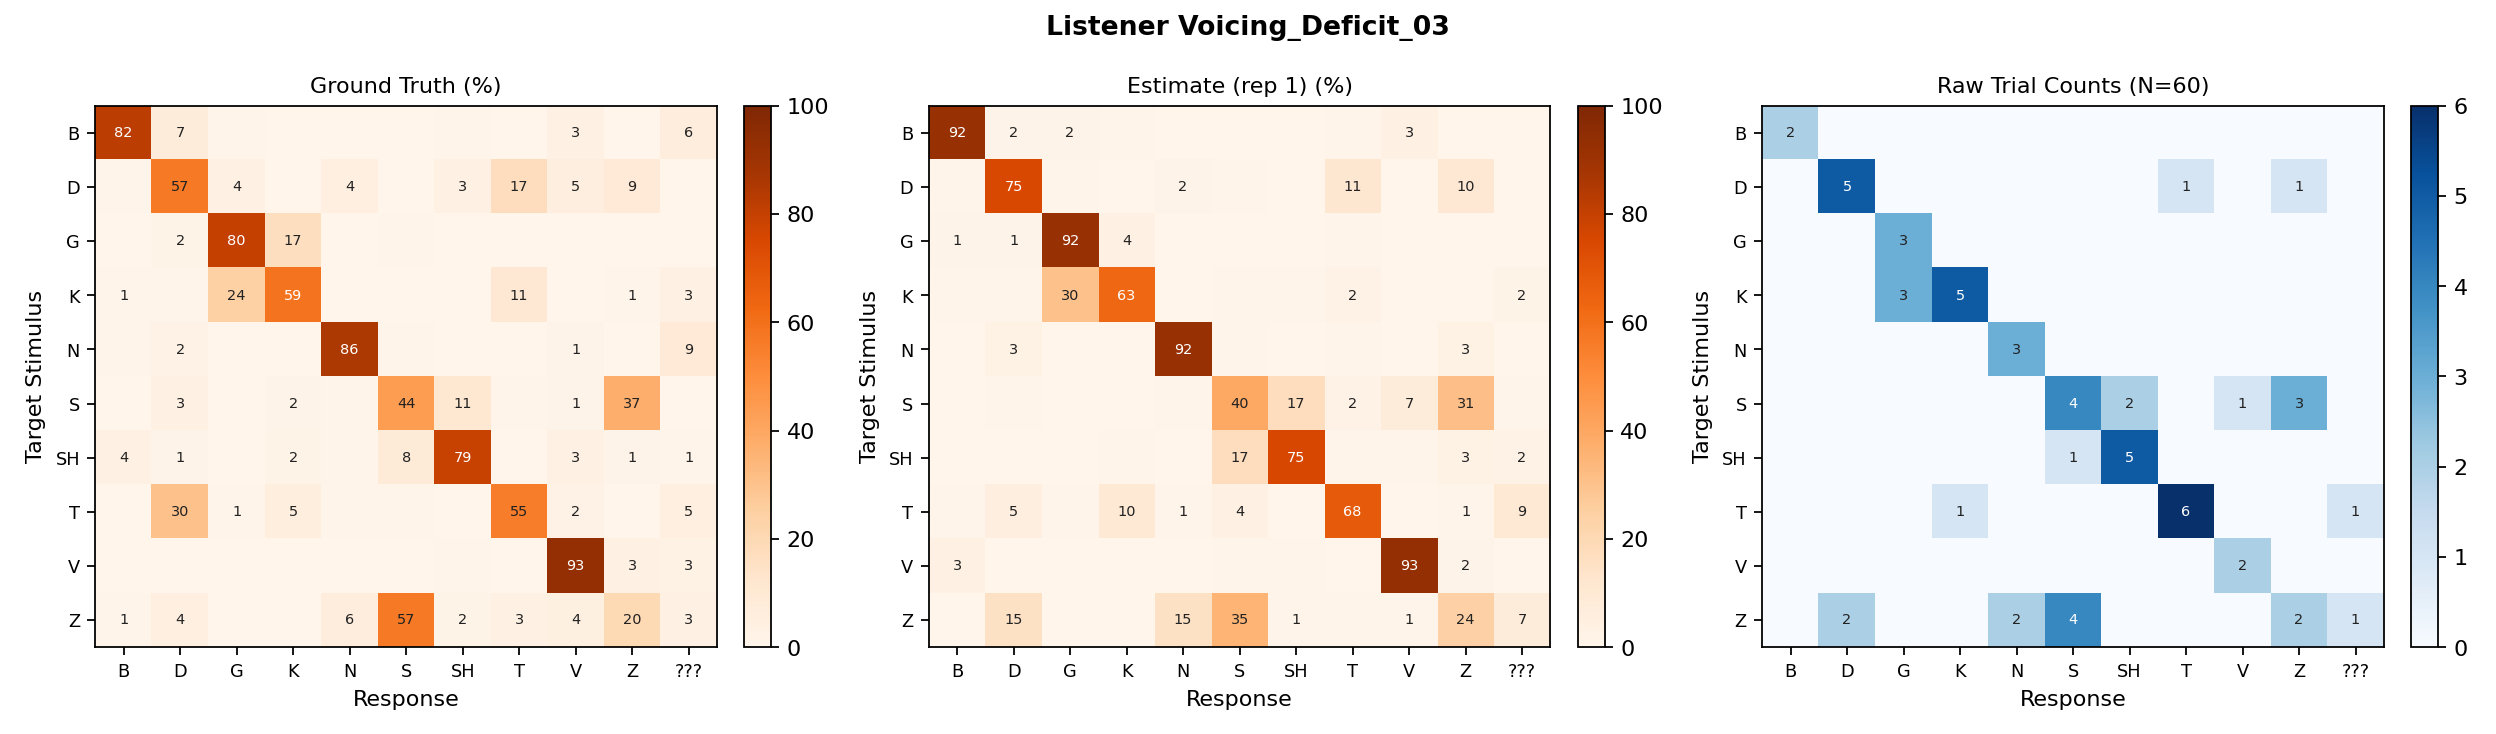 Listener Voicing_Deficit_03
Ground Truth (%)
Target Stimulus
B 82 7 3 6
D 57 4 4 3 17 5 9
G 2 80 17
K 1 24 59 11 1 3
N 2 86 1 9
S 3 2 44 11 1 37
SH 4 1 2 8 79 3 1 1
T 30 1 5 55 2 5
V 93 3 3
Z 1 4 6 57 2 3 4 20 3
B D G K N S SH T V Z ???
Response
100
80
60
40
20
0
Estimate (rep 1) (%)
Target Stimulus
B 92 2 2 3
D 75 2 11 10
G 1 1 92 4
K 30 63 2 2
N 3 92 3
S 40 17 2 7 31
SH 17 75 3 2
T 5 10 1 4 68 1 9
V 3 93 2
Z 15 15 35 1 1 24 7
B D G K N S SH T V Z ???
Response
100
80
60
40
20
0
Raw Trial Counts (N=60)
Target Stimulus
B 2
D 5 1 1
G 3
K 3 5
N 3
S 4 2 1 3
SH 1 5
T 1 6 1
V 2
Z 2 2 4 2 1
B D G K N S SH T V Z ???
Response
6
5
4
3
2
1
0